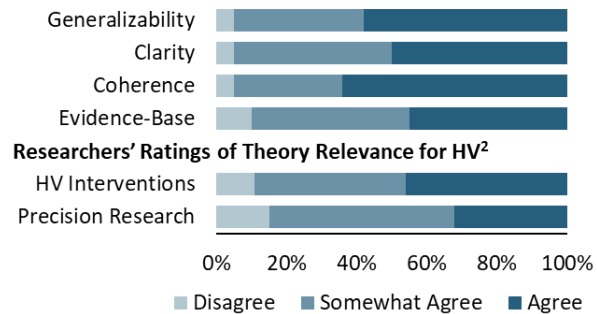 Generalizability
Clarity
Coherence
Evidence-Base
Researchers' Ratings of Theory Relevance for HV²
HV Interventions
Precision Research
0% 20% 40% 60% 80% 100%
Disagree Somewhat Agree Agree